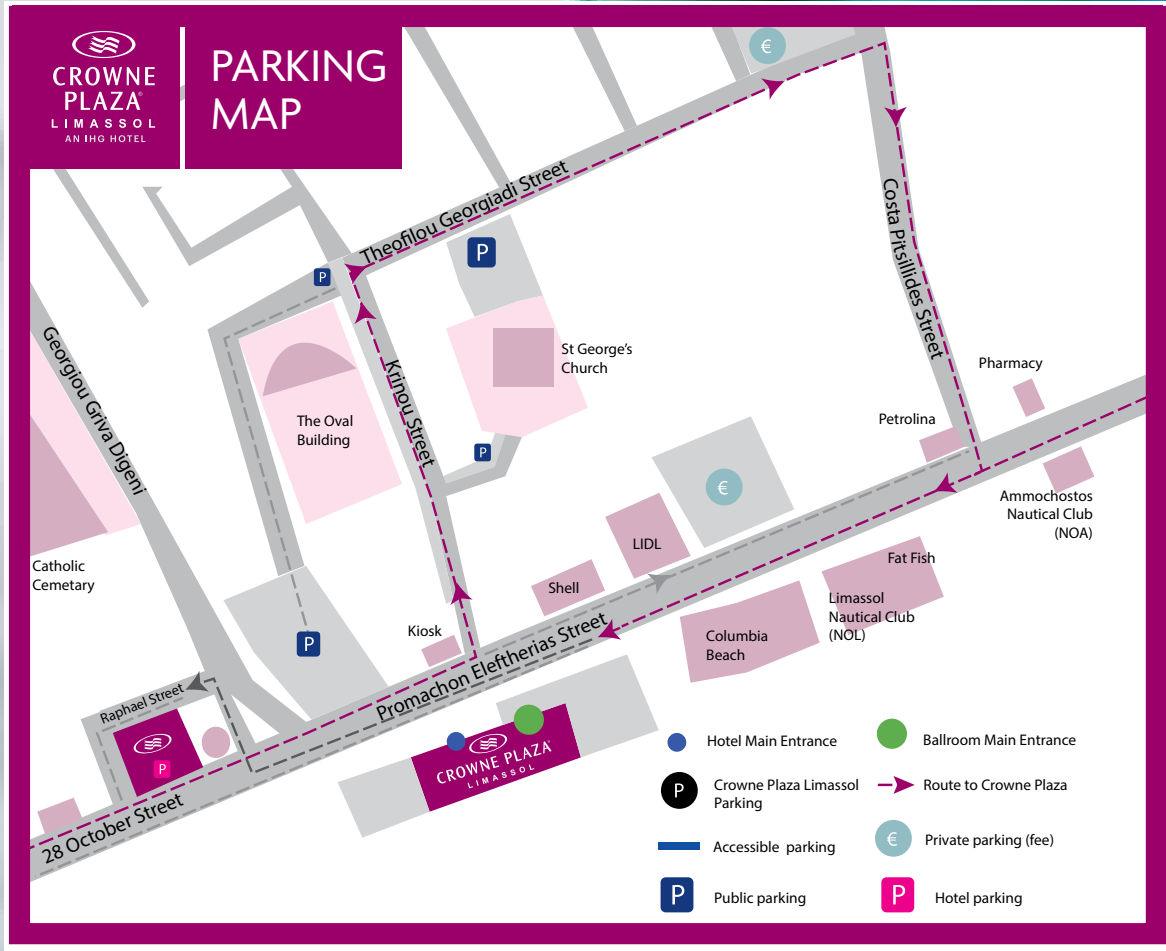 CROWNE
PLAZA
LIMASSOL
AN IHG HOTEL
PARKING
MAP
€
Theofilou Georgiadi Street
P
P
Costa Pitsillides Street
Georgiou Griva Digeni
Krinou Street
St George's
Church
Pharmacy
The Oval
Building
Petrolina
P
€
Ammochostos
Nautical Club
(NOA)
Catholic
Cemetary
LIDL
Fat Fish
Shell
Limassol
Nautical Club
(NOL)
Kiosk
P
Columbia
Beach
Promachon Eleftherias Street
Raphael Street
P
CROWNE PLAZA
LIMASSOL
28 October Street
Hotel Main Entrance
Ballroom Main Entrance
P
Crowne Plaza Limassol
Parking
Route to Crowne Plaza
Accessible parking
€
Private parking (fee)
P
Public parking
P
Hotel parking